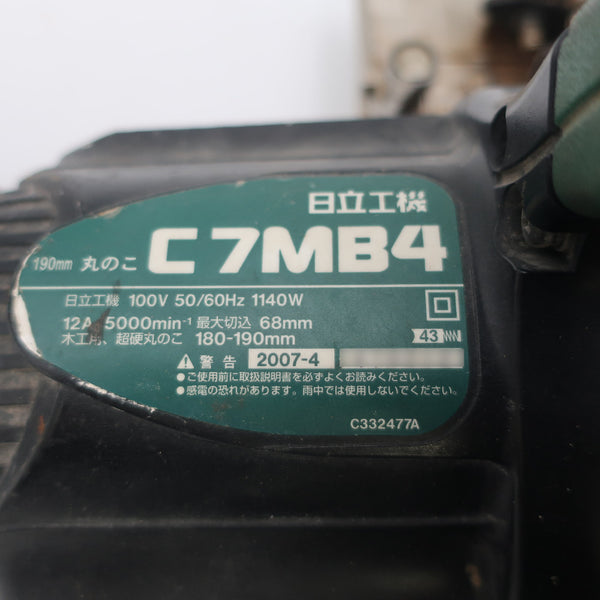 日立工機
190mm 丸のこ C7MB4
日立工機 100V 50/60Hz 1140W
12A 5000min⁻¹ 最大切込 68mm
木工用、超硬丸のこ 180-190mm
43
警告 2007-4
●ご使用前に取扱説明書を必ずよくお読みください。
●感電の恐れがあります。雨中では使用しないでください。
C332477A